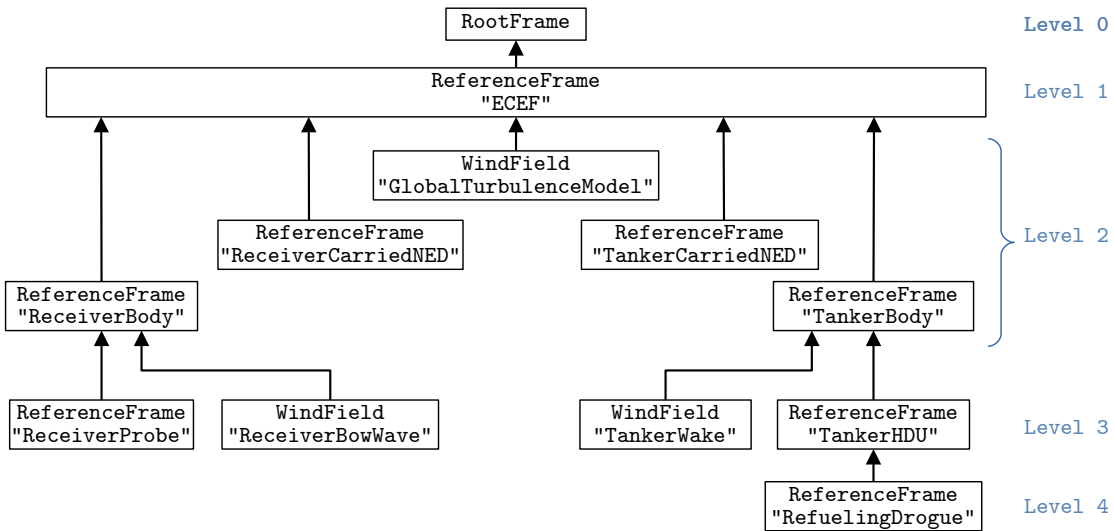 RootFrame
Level 0
ReferenceFrame
"ECEF"
Level 1
WindField
"GlobalTurbulenceModel"
ReferenceFrame
"ReceiverCarriedNED"
ReferenceFrame
"TankerCarriedNED"
Level 2
ReferenceFrame
"ReceiverBody"
ReferenceFrame
"TankerBody"
ReferenceFrame
"ReceiverProbe"
WindField
"ReceiverBowWave"
WindField
"TankerWake"
ReferenceFrame
"TankerHDU"
Level 3
ReferenceFrame
"RefuelingDrogue"
Level 4